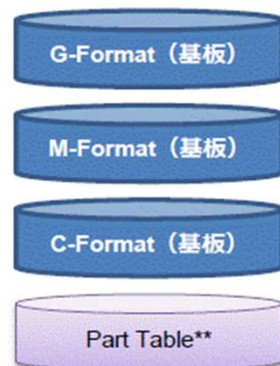 G-Format（基板）
M-Format（基板）
C-Format（基板）
Part Table**